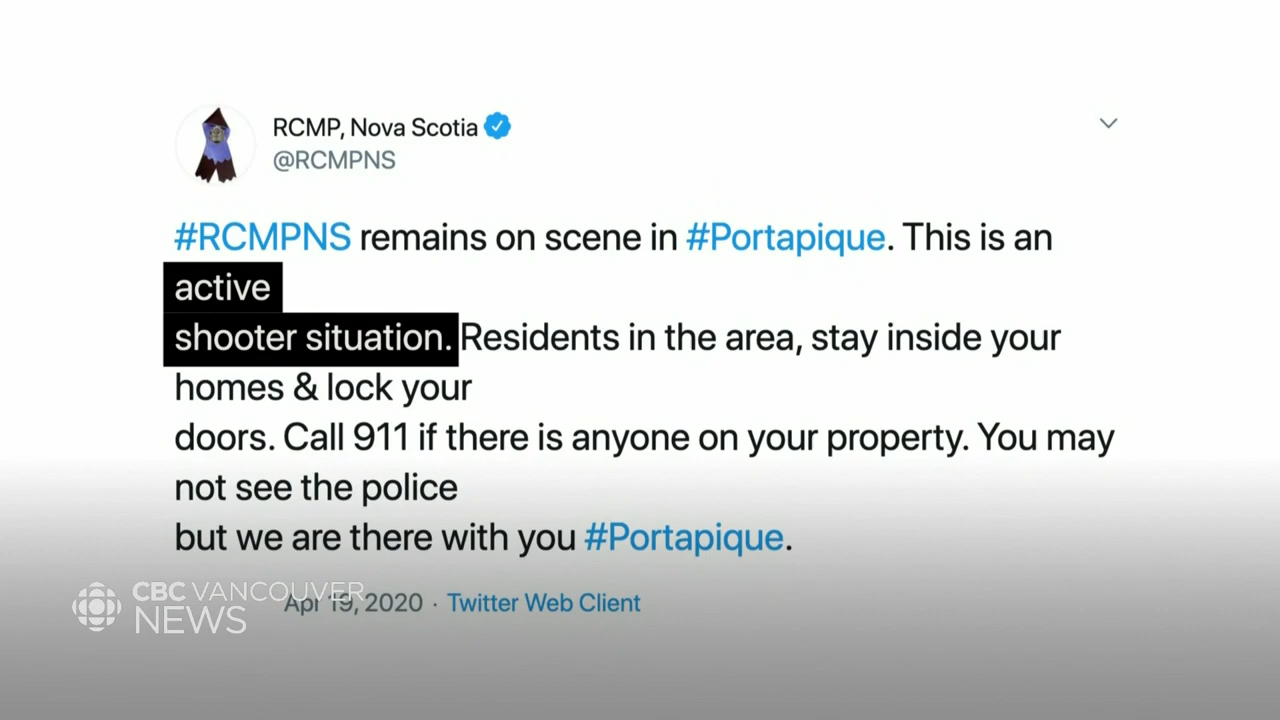 RCMP, Nova Scotia
@RCMPNS
#RCMPNS remains on scene in #Portapique. This is an
active
shooter situation. Residents in the area, stay inside your
homes & lock your
doors. Call 911 if there is anyone on your property. You may
not see the police
but we are there with you #Portapique.
Apr 19, 2020 · Twitter Web Client
CBC VANCOUVER
NEWS